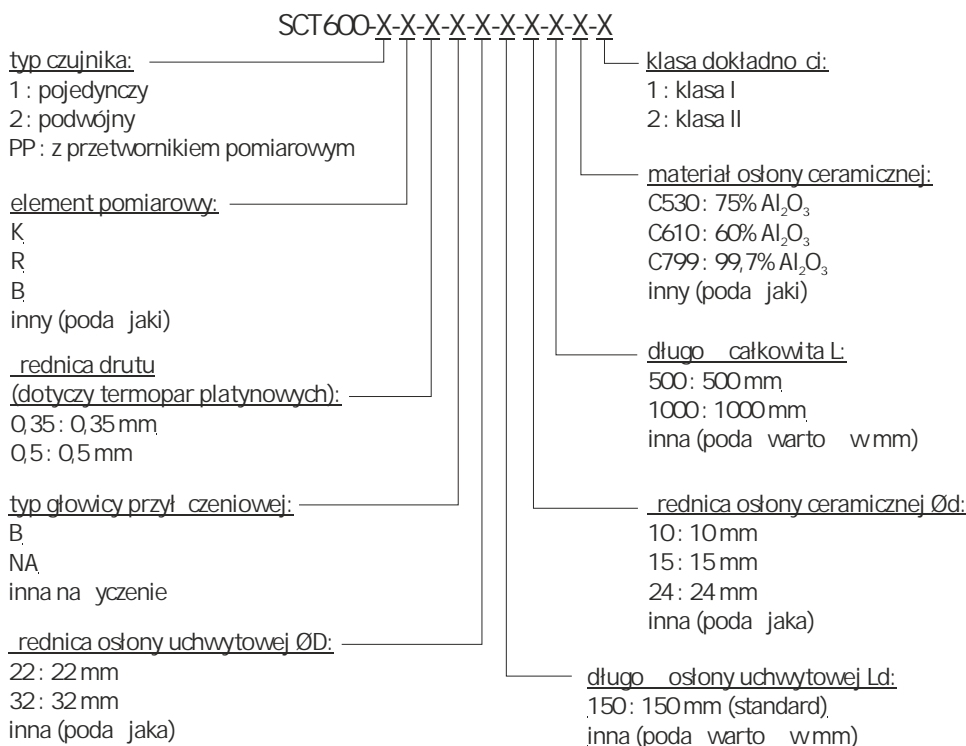 SCT600-X-X-X-X-X-X-X-X-X-X
typ czujnika:
1 : pojedynczy
2 : podwójny
PP : z przetwornikiem pomiarowym
element pomiarowy:
K
R
B
inny (poda jaki)
rednica drutu
(dotyczy termopar platynowych):
0,35 : 0,35 mm
0,5 : 0,5 mm
typ głowicy przył czeniowej:
B
NA
inna na yczenie
rednica osłony uchwytowej ØD:
22 : 22 mm
32 : 32 mm
inna (poda jaka)
klasa dokładno ci:
1 : klasa I
2 : klasa II
materiał osłony ceramicznej:
C530 : 75% Al₂O₃
C610 : 60% Al₂O₃
C799 : 99,7% Al₂O₃
inny (poda jaki)
długo całkowita L:
500 : 500 mm
1000 : 1000 mm
inna (poda warto w mm)
rednica osłony ceramicznej Ød:
10 : 10 mm
15 : 15 mm
24 : 24 mm
inna (poda jaka)
długo osłony uchwytowej Ld:
150 : 150 mm (standard)
inna (poda warto w mm)